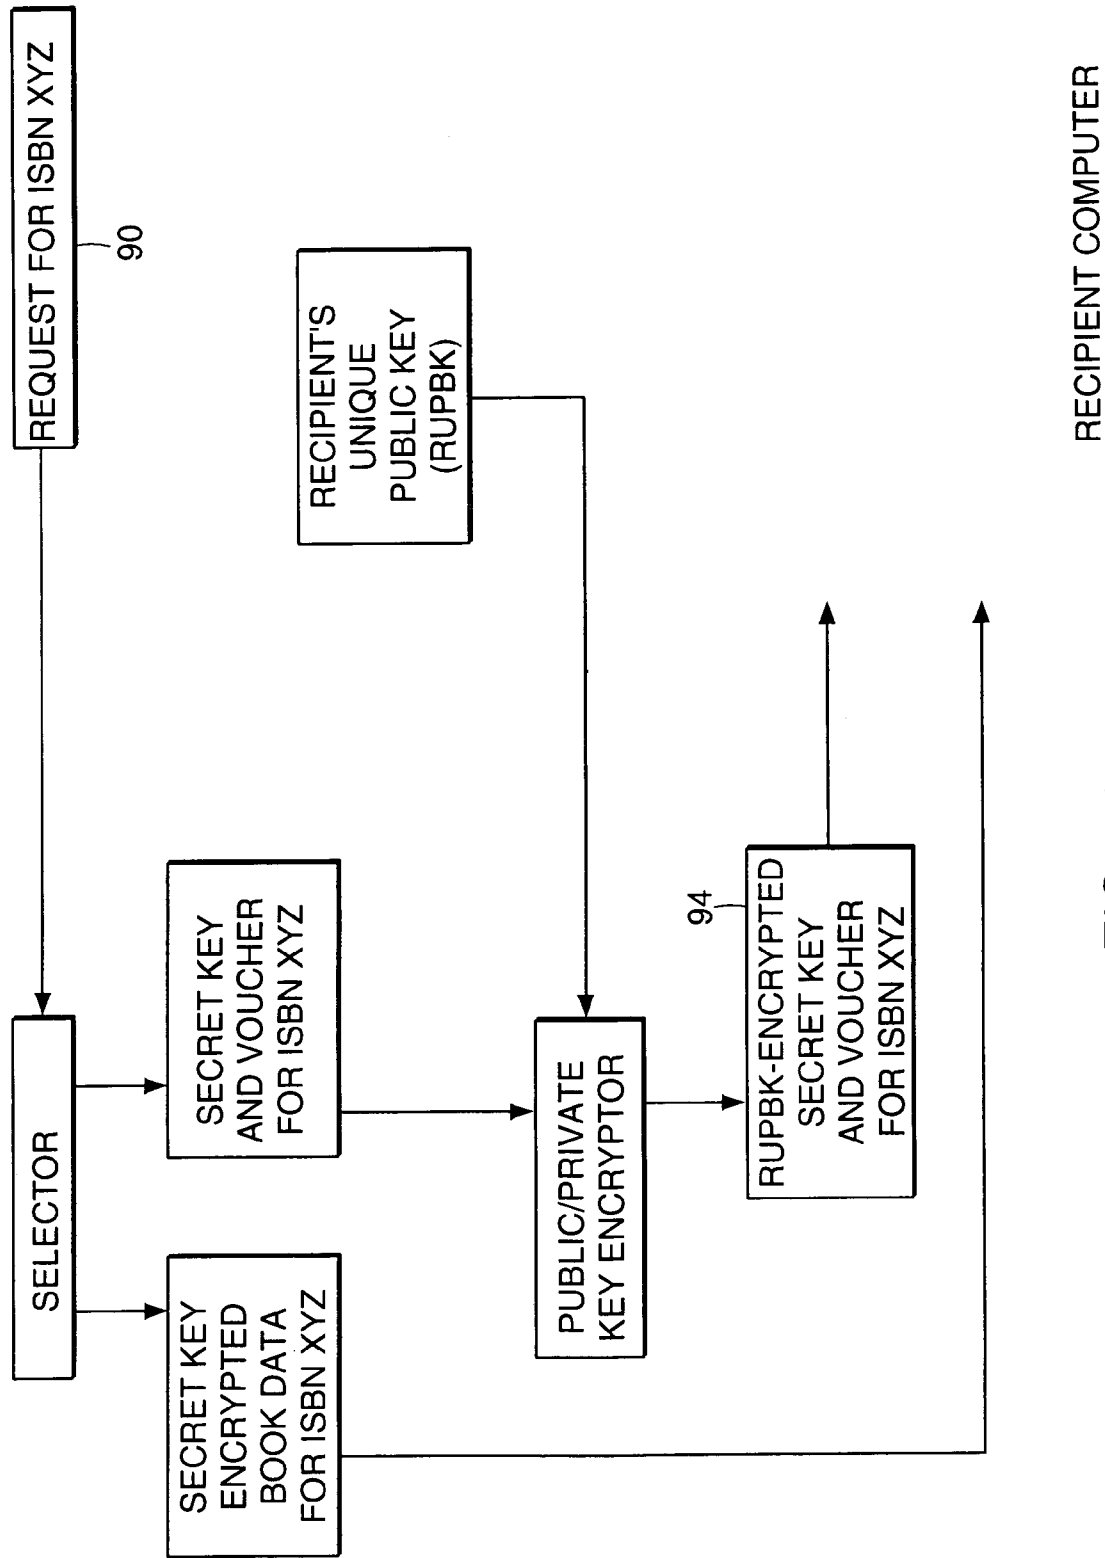 REQUEST FOR ISBN XYZ
90
SELECTOR
SECRET KEY
ENCRYPTED
BOOK DATA
FOR ISBN XYZ
SECRET KEY
AND VOUCHER
FOR ISBN XYZ
RECIPIENT'S
UNIQUE
PUBLIC KEY
(RUPBK)
PUBLIC/PRIVATE
KEY ENCRYPTOR
94
RUPBK-ENCRYPTED
SECRET KEY
AND VOUCHER
FOR ISBN XYZ
RECIPIENT COMPUTER